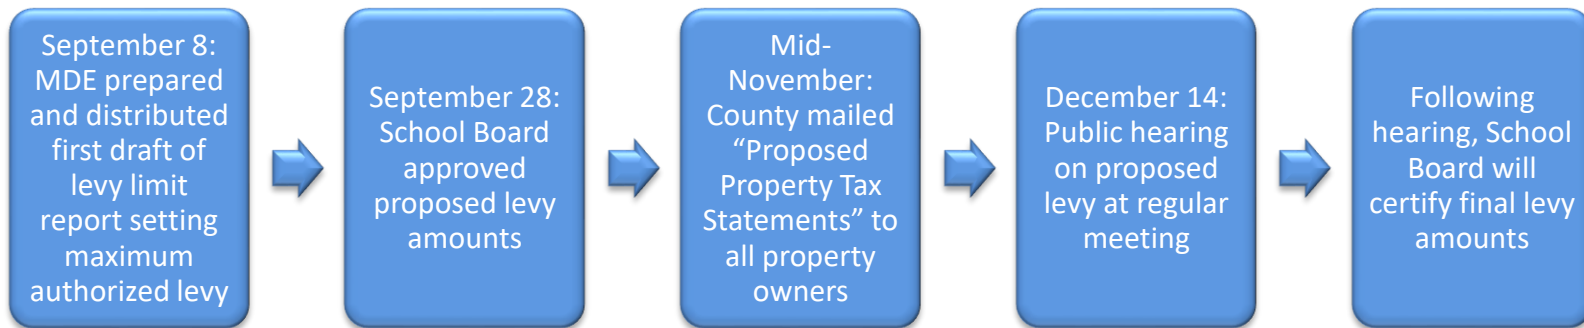 September 8:
MDE prepared
and distributed
first draft of
levy limit
report setting
maximum
authorized levy
September 28:
School Board
approved
proposed levy
amounts
Mid-
November:
County mailed
“Proposed
Property Tax
Statements” to
all property
owners
December 14:
Public hearing
on proposed
levy at regular
meeting
Following
hearing, School
Board will
certify final levy
amounts